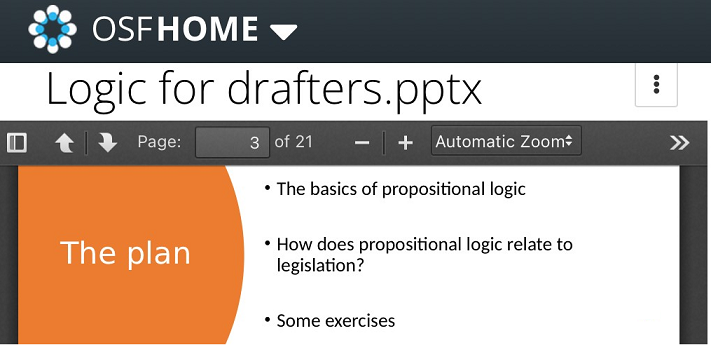 OSFHOME
Logic for drafters.pptx
Page: 3 of 21 Automatic Zoom
• The basics of propositional logic
The plan
• How does propositional logic relate to
legislation?
• Some exercises